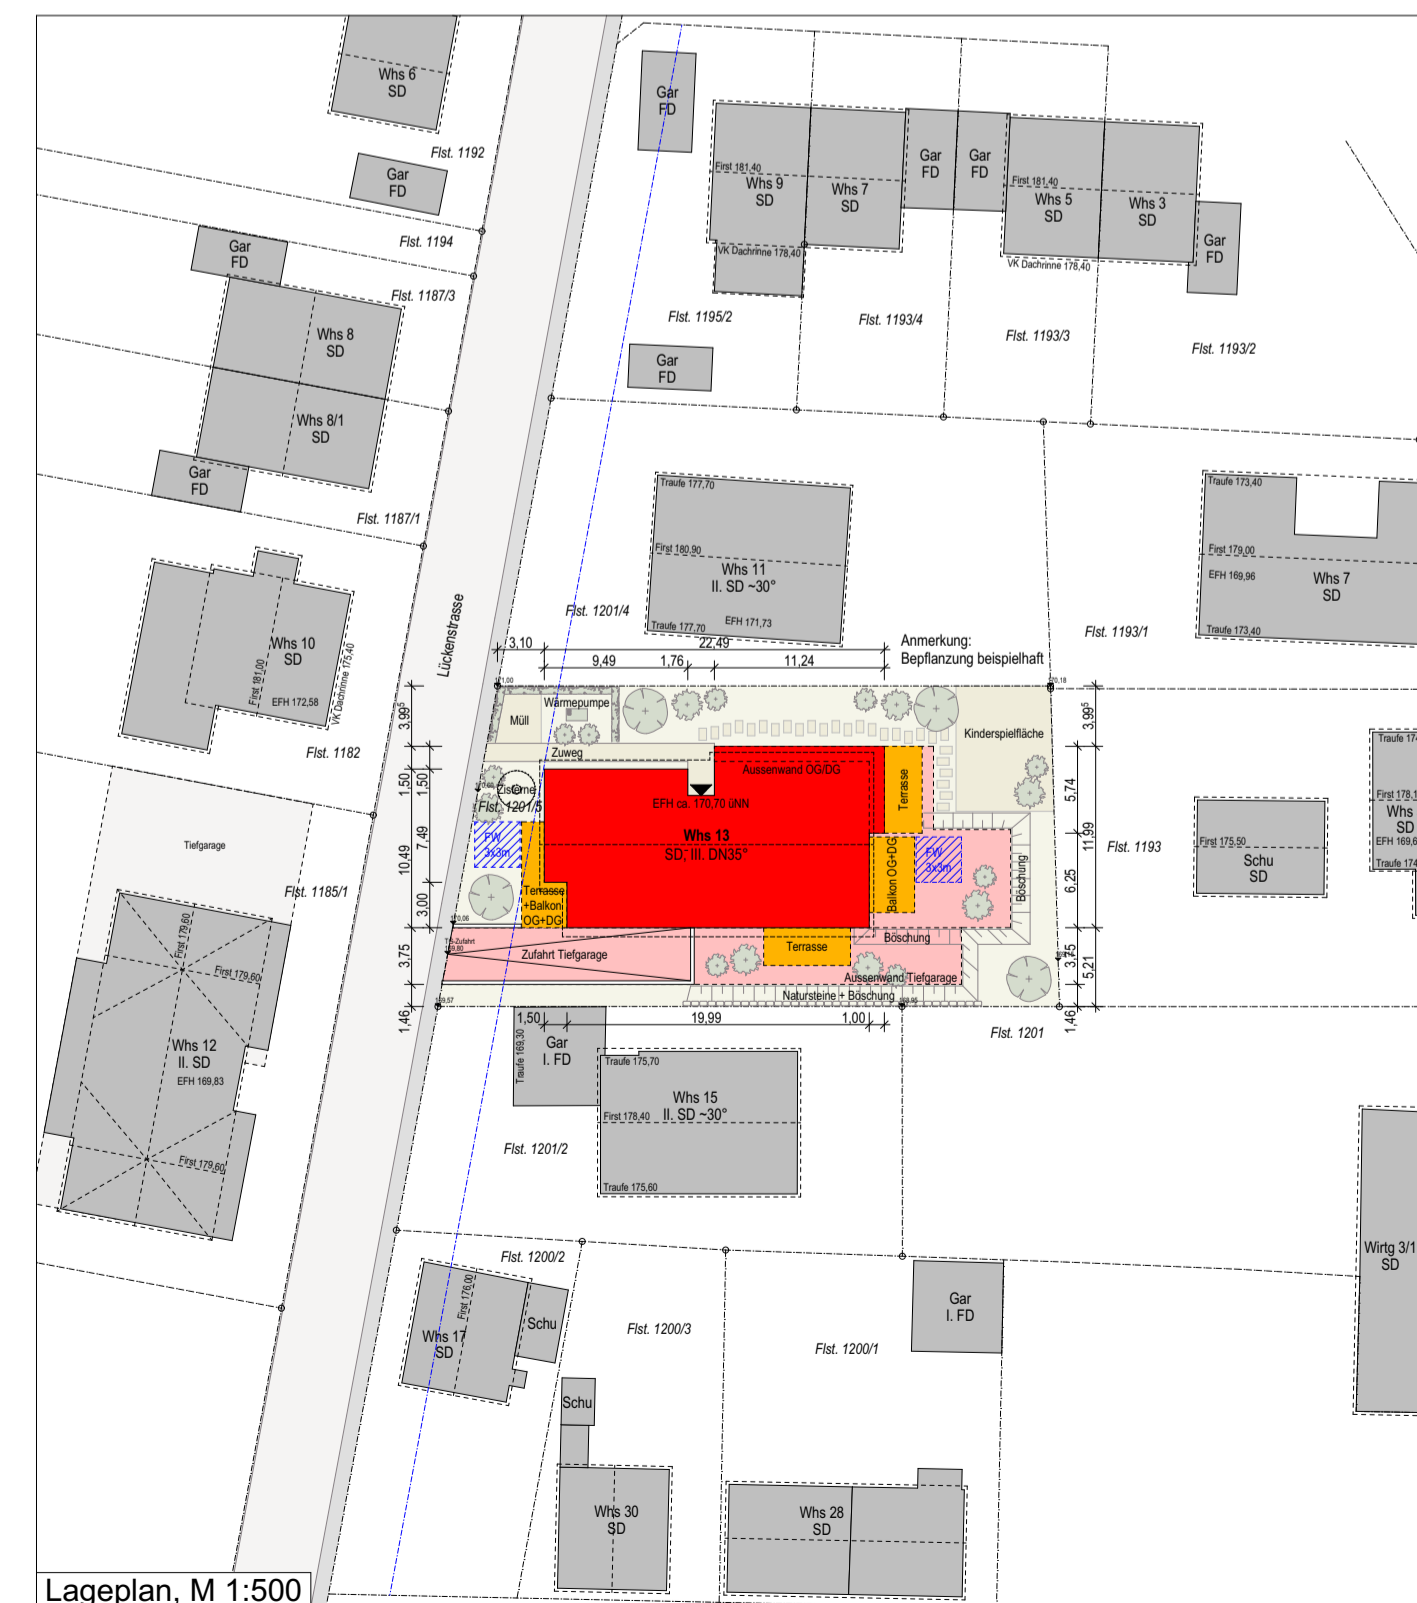 Whs 6
SD
Flst. 1192
Gar
FD
Flst. 1194
Gar
FD
Flst. 1187/3
Whs 8
SD
Whs 8/1
SD
Gar
FD
Flst. 1187/1
Whs 10
SD
First 181,00
EFH 172,58
VK Dachrinne 175,40
Flst. 1182
Lückenstrasse
Tiefgarage
Flst. 1185/1
First 179,60
First 179,60
Whs 12
II. SD
EFH 169,83
First 179,60
Gar
FD
First 181,40
Whs 9
SD
Whs 7
SD
VK Dachrinne 178,40
Gar
FD
Gar
FD
First 181,40
Whs 5
SD
Whs 3
SD
VK Dachrinne 178,40
Gar
FD
Flst. 1195/2
Flst. 1193/4
Flst. 1193/3
Flst. 1193/2
Gar
FD
Traufe 177,70
First 180,90
Whs 11
II. SD ~30°
EFH 171,73
Traufe 177,70
Flst. 1201/4
Traufe 173,40
First 179,00
EFH 169,96
Whs 7
SD
Traufe 173,40
Flst. 1193/1
Anmerkung:
Bepflanzung beispielhaft
3,10
22,49
9,49
1,76
11,24
171,00
170,18
3,99⁵
1,50
1,50
10,49
7,49
3,00
3,75
1,46
3,99⁵
5,74
11,99
6,25
3,75
5,21
1,46
Müll
Wärmepumpe
Zuweg
Kinderspielfläche
Aussenwand OG/DG
Terrasse
Zisterne
Flst. 1201/5
EFH ca. 170,70 üNN
Whs 13
SD, III. DN35°
FW
3x3m
FW
3x3m
Balkon OG+DG
Böschung
Terrasse
+Balkon
OG+DG
170,06
TG-Zufahrt
169,80
Zufahrt Tiefgarage
Terrasse
Böschung
Aussenwand Tiefgarage
Natursteine + Böschung
169,57
168,95
1,50
19,99
1,00
Flst. 1193
First 175,50
Schu
SD
First 178,1
Whs
SD
Flst. 1201
Traufe 169,30
Gar
I. FD
Traufe 175,70
Whs 15
First 178,40
II. SD ~30°
Traufe 175,60
Flst. 1201/2
Flst. 1200/2
First 176,00
Whs 17
SD
Schu
Flst. 1200/3
Flst. 1200/1
Gar
I. FD
Wirtg 3/1
SD
Schu
Whs 30
SD
Whs 28
SD
Lageplan, M 1:500